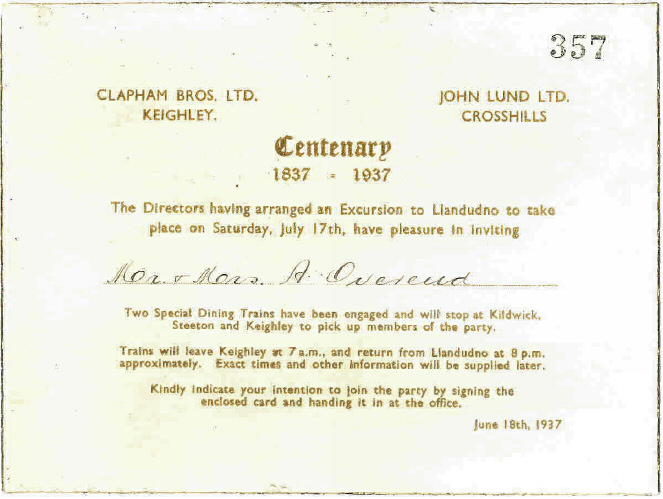 357
CLAPHAM BROS. LTD. JOHN LUND LTD.
KEIGHLEY. CROSSHILLS
Centenary
1837 - 1937
The Directors having arranged an Excursion to Llandudno to take
place on Saturday, July 17th, have pleasure in inviting
Mr. & Mrs. A. Overend
Two Special Dining Trains have been engaged and will stop at Kildwick,
Steeton and Keighley to pick up members of the party.
Trains will leave Keighley at 7 a.m., and return from Llandudno at 8 p.m.
approximately. Exact times and other information will be supplied later.
Kindly indicate your intention to join the party by signing the
enclosed card and handing it in at the office.
June 18th, 1937